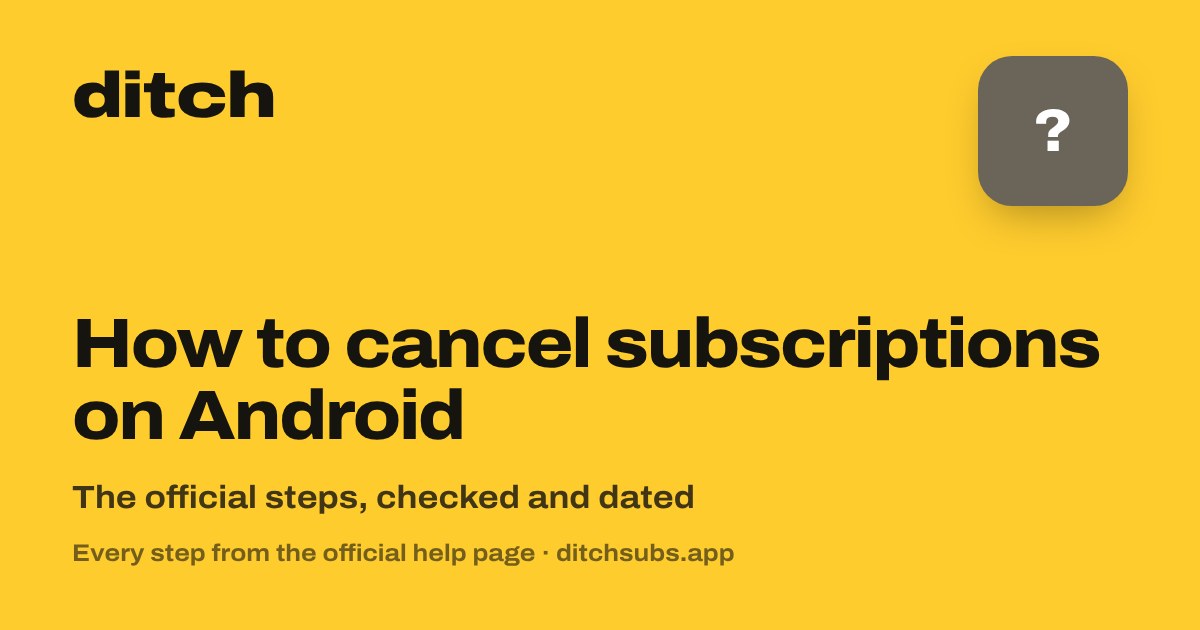 ditch
?
How to cancel subscriptions
on Android
The official steps, checked and dated
Every step from the official help page · ditchsubs.app